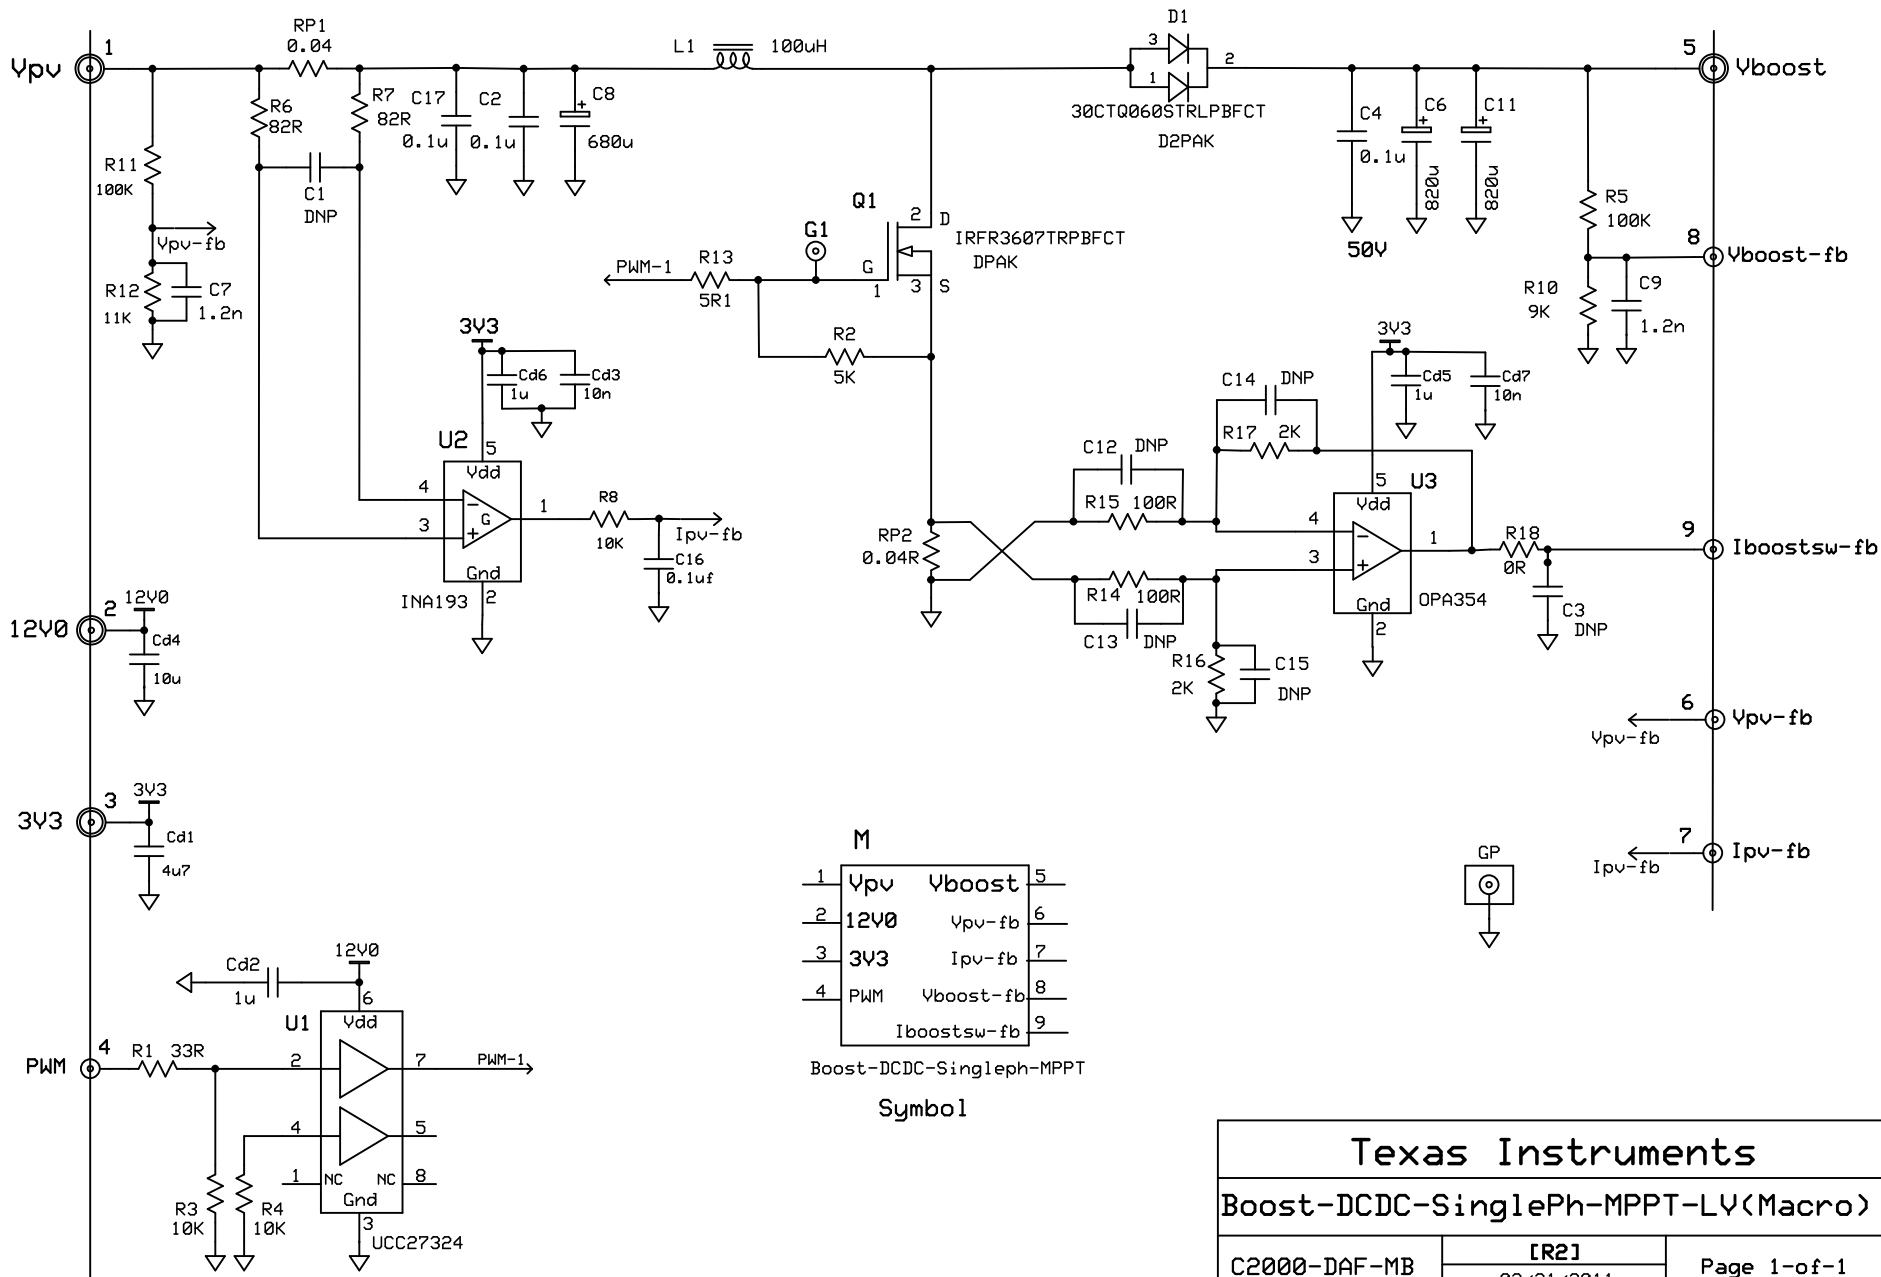 Vpv
1
RP1
0.04
R6
82R
R7
82R
C17
0.1u
C2
0.1u
C8
+
680u
L1
100uH
D1
3
1
2
30CTQ060STRLPBFCT
D2PAK
C4
0.1u
50V
C6
+
820u
C11
+
820u
5
Vboost
R11
100K
Vpv-fb
R12
11K
C7
1.2n
C1
DNP
Q1
G1
2
D
G
1
3
S
IRFR3607TRPBFCT
DPAK
PWM-1
R13
5R1
R2
5K
R5
100K
8
Vboost-fb
R10
9K
C9
1.2n
3V3
Cd6
1u
Cd3
10n
U2
5
Vdd
4
3
−
+
G
1
Gnd
2
INA193
R8
10K
Ipv-fb
C16
0.1uf
RP2
0.04R
C12
DNP
R15
100R
R14
100R
C13
DNP
C14
DNP
R17
2K
R16
2K
C15
DNP
3V3
Cd5
1u
Cd7
10n
U3
5
Vdd
4
3
−
+
1
Gnd
2
OPA354
R18
0R
C3
DNP
9
Iboostsw-fb
2
12V0
12V0
Cd4
10u
3
3V3
3V3
Cd1
4u7
6
Vpv-fb
Vpv-fb
7
Ipv-fb
Ipv-fb
GP
M
1
Vpv
Vboost
5
2
12V0
Vpv-fb
6
3
3V3
Ipv-fb
7
4
PWM
Vboost-fb
8
Iboostsw-fb
9
Boost-DCDC-Singleph-MPPT
Symbol
12V0
Cd2
1u
6
U1
Vdd
4
PWM
R1
33R
2
7
PWM-1
4
5
1
NC
NC
8
Gnd
3
UCC27324
R3
10K
R4
10K
Texas Instruments
Boost-DCDC-SinglePh-MPPT-LV(Macro)
C2000-DAF-MB
[R2]
Page 1-of-1